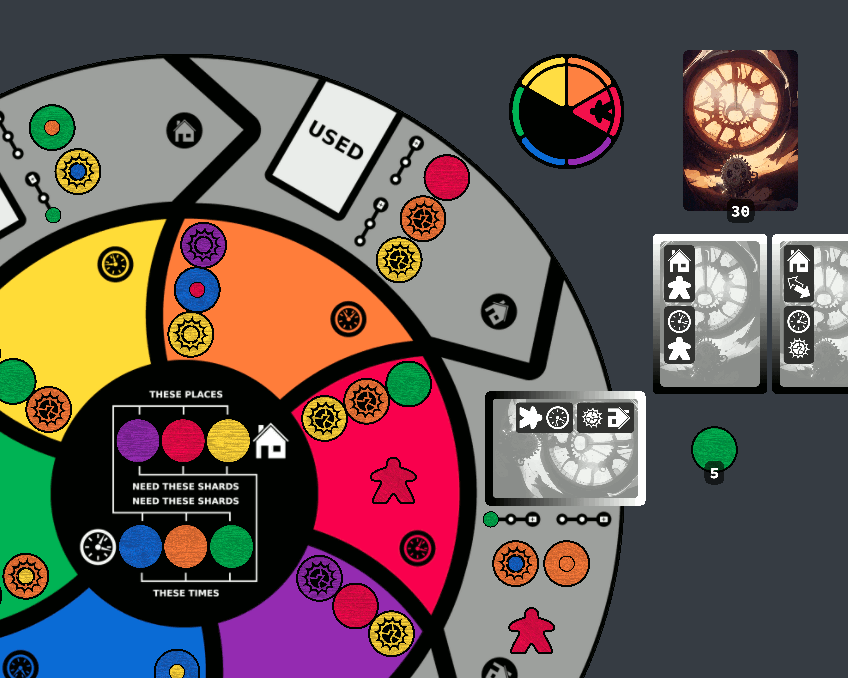 USED
30
THESE PLACES
NEED THESE SHARDS
NEED THESE SHARDS
5
THESE TIMES